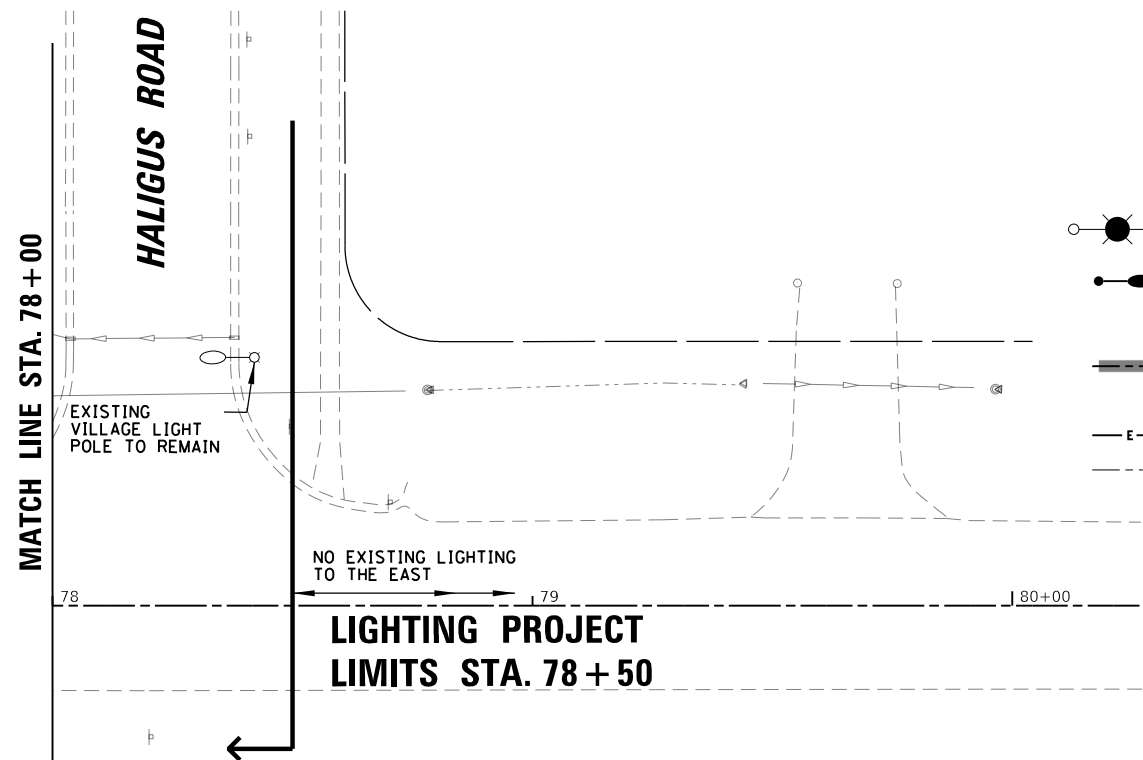 HALIGUS ROAD
MATCH LINE STA. 78+00
EXISTING
VILLAGE LIGHT
POLE TO REMAIN
E
NO EXISTING LIGHTING
TO THE EAST
78
79
80+00
LIGHTING PROJECT
LIMITS STA. 78+50